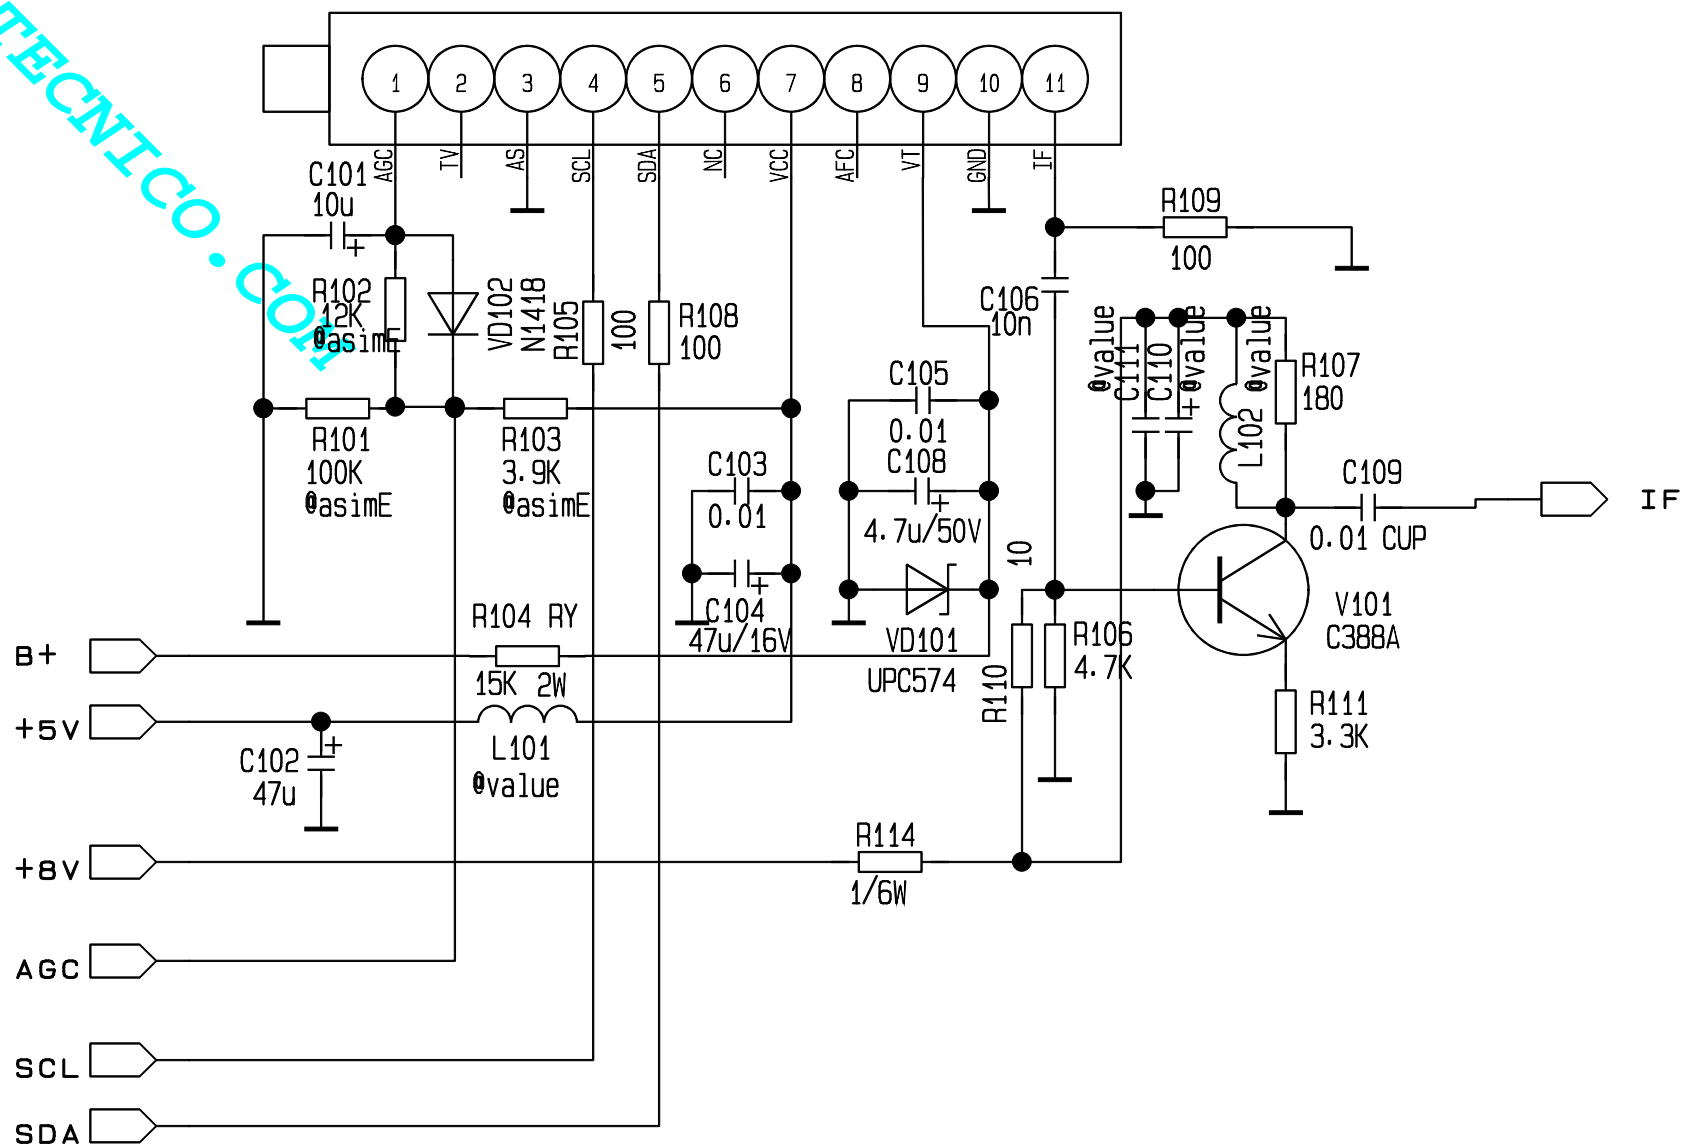 TECNICO.COM
1 2 3 4 5 6 7 8 9 10 11
AGC TV AS SCL SDA NC VCC AFC VT GND IF
C101
10u
R102
12K
@asimE
VD102
N1418
R105
100
R108
100
R109
100
C106
10n
@value
C111
C110
@value
@value
L102
R107
180
C105
0.01
C108
4.7u/50V
R101
100K
@asimE
R103
3.9K
@asimE
C103
0.01
C104
47u/16V
C109
0.01 CUP
IF
10
R110
R106
4.7K
V101
C388A
R111
3.3K
VD101
UPC574
R104 RY
15K 2W
B+
+5V
C102
47u
L101
@value
+8V
R114
1/6W
AGC
SCL
SDA